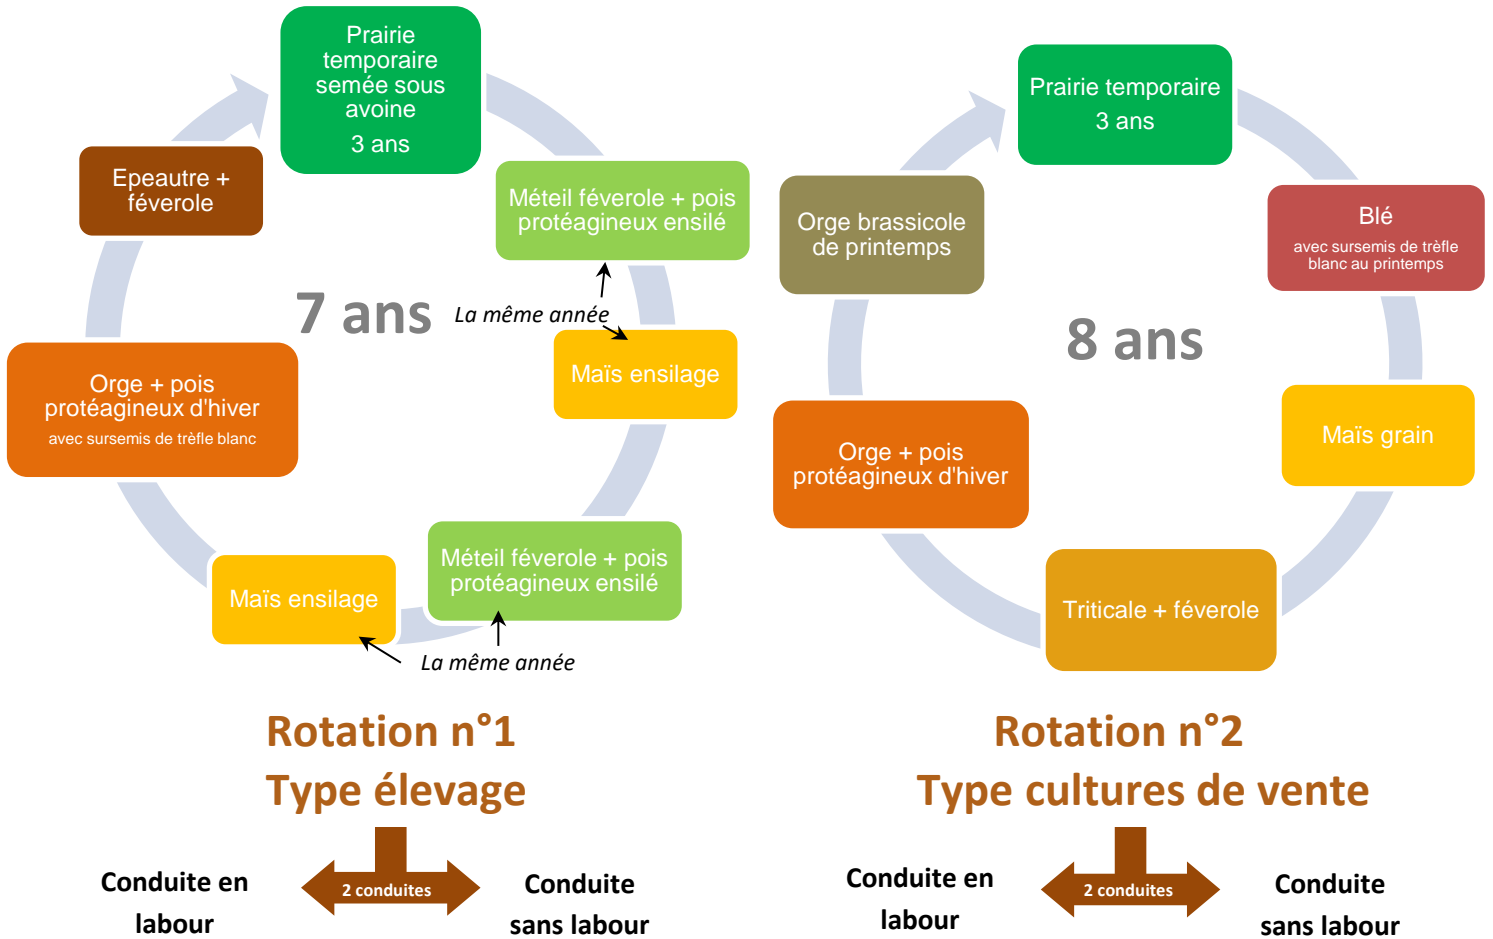 Prairie
temporaire
semée sous
avoine
3 ans
Méteil féverole + pois
protéagineux ensilé
La même année
Maïs ensilage
Méteil féverole + pois
protéagineux ensilé
La même année
Maïs ensilage
Orge + pois
protéagineux d'hiver
avec sursemis de trèfle blanc
Epeautre +
féverole
7 ans
Rotation n°1
Type élevage
Conduite en
labour
2 conduites
Conduite
sans labour
Prairie temporaire
3 ans
Blé
avec sursemis de trèfle
blanc au printemps
Maïs grain
Triticale + féverole
Orge + pois
protéagineux d'hiver
Orge brassicole
de printemps
8 ans
Rotation n°2
Type cultures de vente
Conduite en
labour
2 conduites
Conduite
sans labour